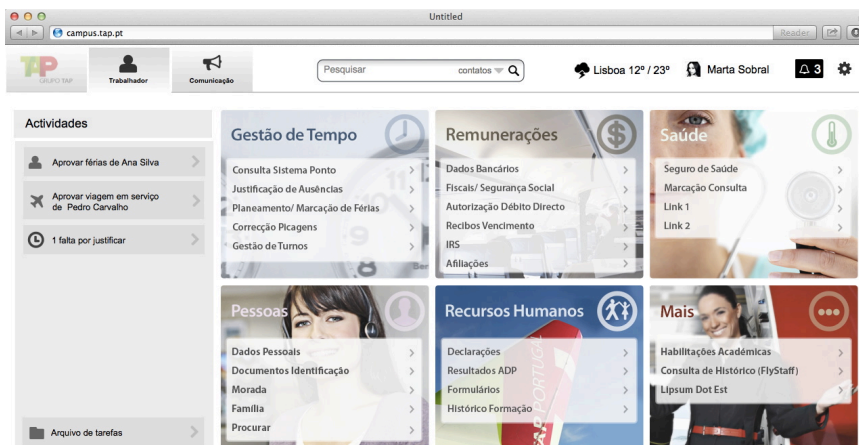 Untitled
campus.tap.pt
Reader
TAP
GRUPO TAP
Trabalhador
Comunicação
Pesquisar
contatos
Lisboa 12º / 23º
Marta Sobral
3
Actividades
Aprovar férias de Ana Silva
Aprovar viagem em serviço
de Pedro Carvalho
1 falta por justificar
Arquivo de tarefas
Gestão de Tempo
Consulta Sistema Ponto
Justificação de Ausências
Planeamento/ Marcação de Férias
Correcção Picagens
Gestão de Turnos
Remunerações
Dados Bancários
Fiscais/ Segurança Social
Autorização Débito Directo
Recibos Vencimento
IRS
Afiliações
Saúde
Seguro de Saúde
Marcação Consulta
Link 1
Link 2
Pessoas
Dados Pessoais
Documentos Identificação
Morada
Família
Procurar
Recursos Humanos
Declarações
Resultados ADP
Formulários
Histórico Formação
TAP PORTUGAL
Mais
Habilitações Académicas
Consulta de Histórico (FlyStaff)
Lipsum Dot Est